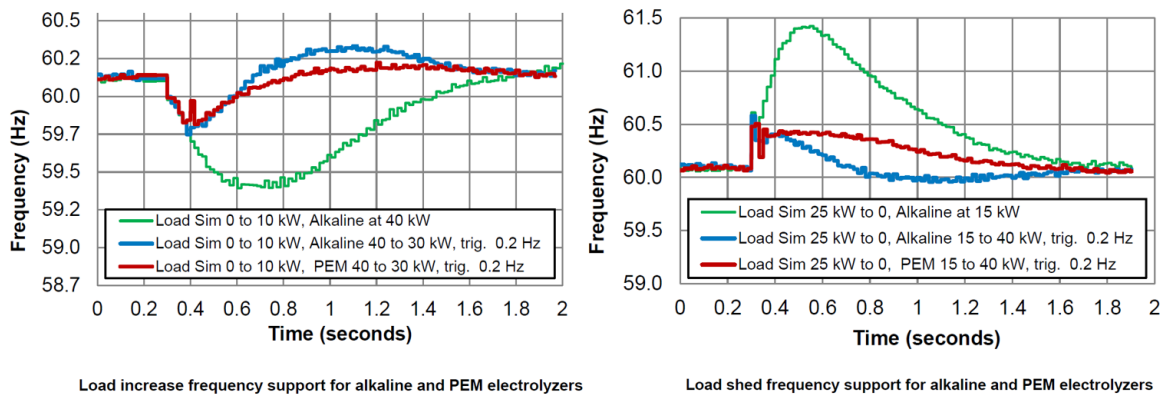 60.5
60.2
60.0
59.7
59.5
59.2
59.0
58.7
Frequency (Hz)
Load Sim 0 to 10 kW, Alkaline at 40 kW
Load Sim 0 to 10 kW, Alkaline 40 to 30 kW, trig. 0.2 Hz
Load Sim 0 to 10 kW, PEM 40 to 30 kW, trig. 0.2 Hz
0 0.2 0.4 0.6 0.8 1 1.2 1.4 1.6 1.8 2
Time (seconds)
Load increase frequency support for alkaline and PEM electrolyzers
61.5
61.0
60.5
60.0
59.5
59.0
Frequency (Hz)
Load Sim 25 kW to 0, Alkaline at 15 kW
Load Sim 25 kW to 0, Alkaline 15 to 40 kW, trig. 0.2 Hz
Load Sim 25 kW to 0, PEM 15 to 40 kW, trig. 0.2 Hz
0 0.2 0.4 0.6 0.8 1 1.2 1.4 1.6 1.8 2
Time (seconds)
Load shed frequency support for alkaline and PEM electrolyzers